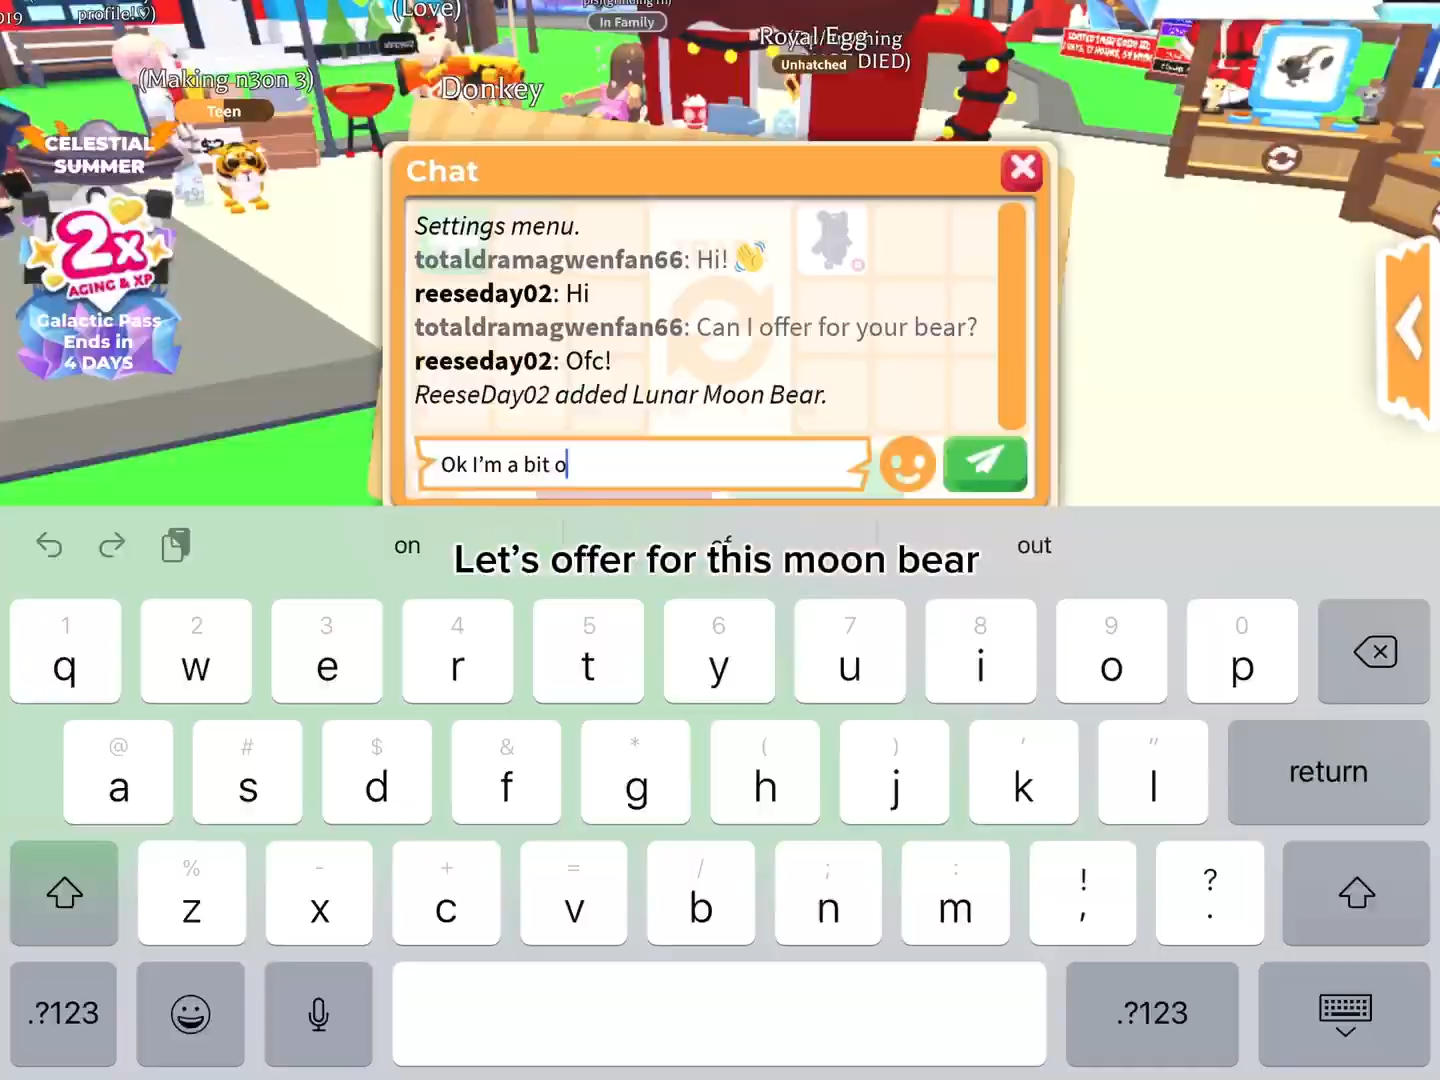 profile!♡)
(Love)
In Family
Royal Egg
DIED)
Unhatched
(Making n3on 3)
Teen
Donkey
CELESTIAL
SUMMER
2x
AGING & XP
Galactic Pass
Ends in
4 DAYS
Chat
Settings menu.
totaldramagwenfan66: Hi! 👋
reeseday02: Hi
totaldramagwenfan66: Can I offer for your bear?
reeseday02: Ofc!
ReeseDay02 added Lunar Moon Bear.
Ok I'm a bit o
on of out
Let's offer for this moon bear
1 2 3 4 5 6 7 8 9 0
q w e r t y u i o p
@ # $ & * ( ) ' "
a s d f g h j k l return
% - + = / ; : ! ?
z x c v b n m , .
.?123 .?123